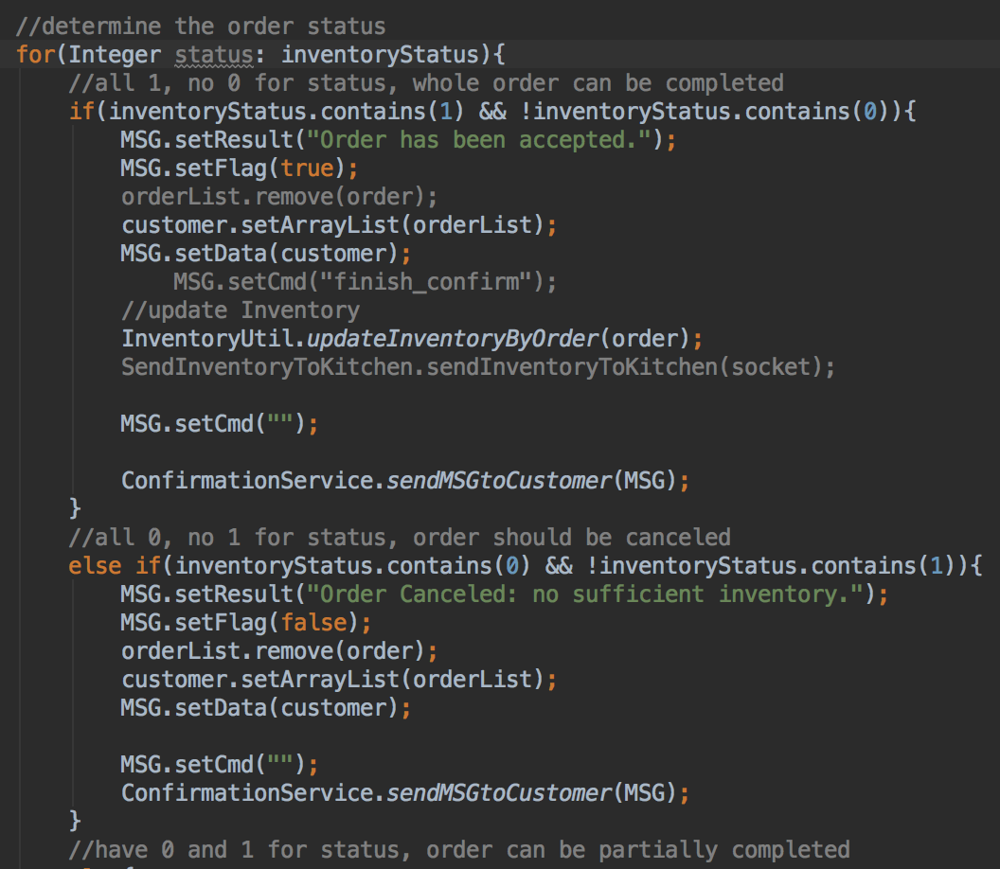 //determine the order status
for(Integer status: inventoryStatus){
//all 1, no 0 for status, whole order can be completed
if(inventoryStatus.contains(1) && !inventoryStatus.contains(0)){
MSG.setResult("Order has been accepted.");
MSG.setFlag(true);
orderList.remove(order);
customer.setArrayList(orderList);
MSG.setData(customer);
MSG.setCmd("finish_confirm");
//update Inventory
InventoryUtil.updateInventoryByOrder(order);
SendInventoryToKitchen.sendInventoryToKitchen(socket);
MSG.setCmd("");
ConfirmationService.sendMSGtoCustomer(MSG);
}
//all 0, no 1 for status, order should be canceled
else if(inventoryStatus.contains(0) && !inventoryStatus.contains(1)){
MSG.setResult("Order Canceled: no sufficient inventory.");
MSG.setFlag(false);
orderList.remove(order);
customer.setArrayList(orderList);
MSG.setData(customer);
MSG.setCmd("");
ConfirmationService.sendMSGtoCustomer(MSG);
}
//have 0 and 1 for status, order can be partially completed